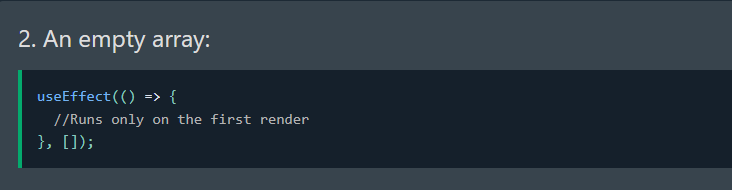 2. An empty array:
useEffect(() => {
  //Runs only on the first render
}, []);